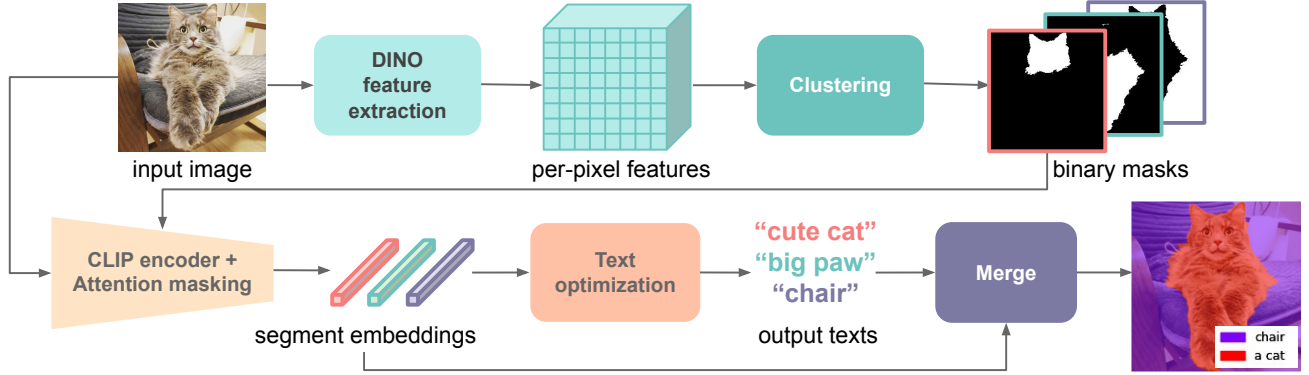 DINO
feature
extraction
Clustering
input image
per-pixel features
binary masks
CLIP encoder +
Attention masking
Text
optimization
“cute cat”
“big paw”
“chair”
Merge
segment embeddings
output texts
chair
a cat